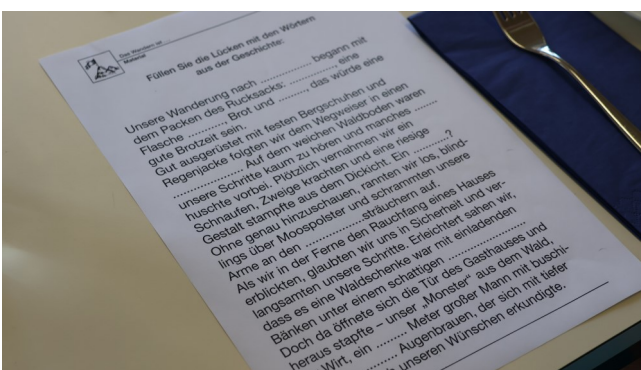 Das Wandern ist ...
Material
Füllen Sie die Lücken mit den Wörtern
aus der Geschichte:
Unsere Wanderung nach ................ begann mit
dem Packen des Rucksacks: .............., eine
Flasche ............ Brot und ........, das würde eine
gute Brotzeit sein.
Gut ausgerüstet mit festen Bergschuhen und
Regenjacke folgten wir dem Wegweiser in einen
..................... Auf dem weichen Waldboden waren
unsere Schritte kaum zu hören und manches ........
huschte vorbei. Plötzlich vernahmen wir ein
Schnaufen. Zweige krachten und eine riesige
Gestalt stampfte aus dem Dickicht. Ein ..........?
Ohne genau hinzuschauen, rannten wir los, blind-
lings über Moospolster und schrammten unsere
Arme an den ..................sträuchern auf.
Als wir in der Ferne den Rauchfang eines Hauses
erblickten, glaubten wir uns in Sicherheit und ver-
langsamten unsere Schritte. Erleichtert sahen wir,
dass es eine Waldschenke war mit einladenden
Bänken unter einem schattigen .....................
Doch da öffnete sich die Tür des Gasthauses und
heraus stapfte – unser „Monster" aus dem Wald,
Wirt, ein ......... Meter großer Mann mit buschi-
......... Augenbrauen, der sich mit tiefer
unseren Wünschen erkundigte.